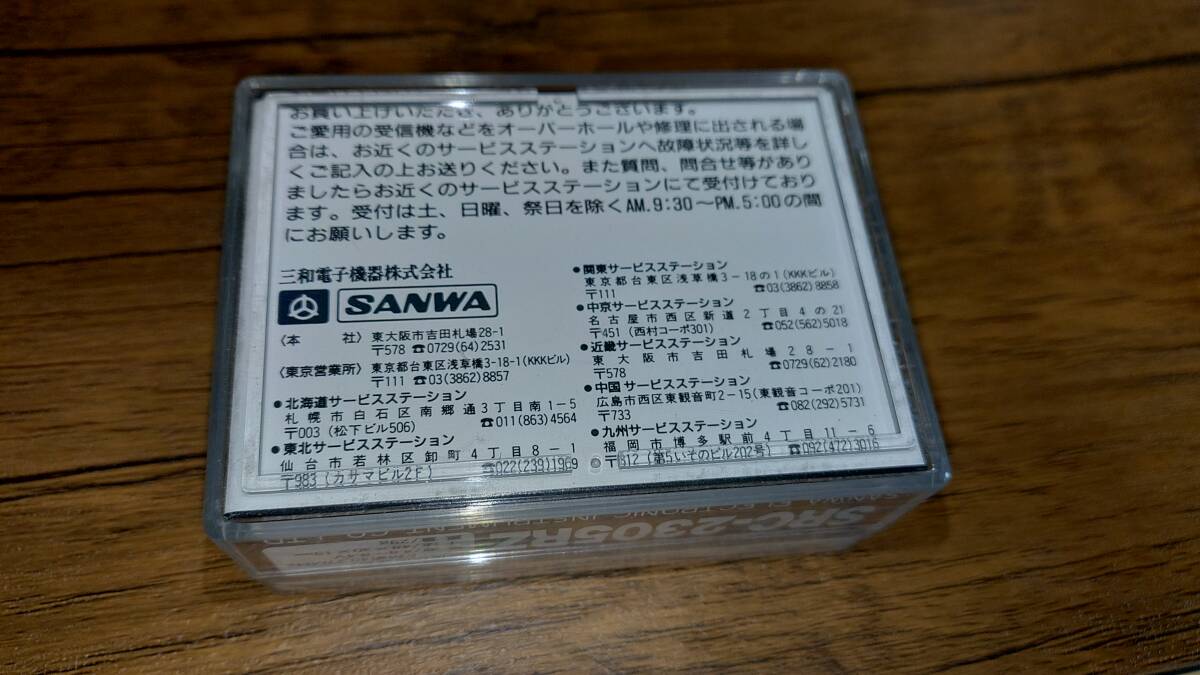 お買い上げいただき、ありがとうございます。
ご愛用の受信機などをオーバーホールや修理に出される場
合は、お近くのサービスステーションへ故障状況等を詳し
くご記入の上お送りください。また質問、問合せ等があり
ましたらお近くのサービスステーションにて受付けており
ます。受付は土、日曜、祭日を除くAM.9:30～PM.5:00の間
にお願いします。
三和電子機器株式会社
SANWA
〈本 社〉 東大阪市吉田札場28-1
〒578 ☎0729(64)2531
〈東京営業所〉 東京都台東区浅草橋3-18-1(KKKビル)
〒111 ☎03(3862)8857
●北海道サービスステーション
札幌市白石区南郷通3丁目南1-5
〒003 (松下ビル506) ☎011(863)4564
●東北サービスステーション
仙台市若林区卸町4丁目8-1
〒983 (カサマビル2F) ☎022(239)1969
●関東サービスステーション
東京都台東区浅草橋3-18の1(KKKビル)
〒111 ☎03(3862)8858
●中京サービスステーション
名古屋市西区新道2丁目4の21
〒451 (西村コーポ301) ☎052(562)5018
●近畿サービスステーション
東大阪市吉田札場28-1
〒578 ☎0729(62)2180
●中国サービスステーション
広島市西区東観音町2-15(東観音コーポ201)
〒733 ☎082(292)5731
●九州サービスステーション
福岡市博多駅前4丁目11-6
〒812 (第5いそのビル202号) ☎092(472)3016
SANWA ELECTRONIC INSTRUMENT CO., LTD.
SRC-2305RZ